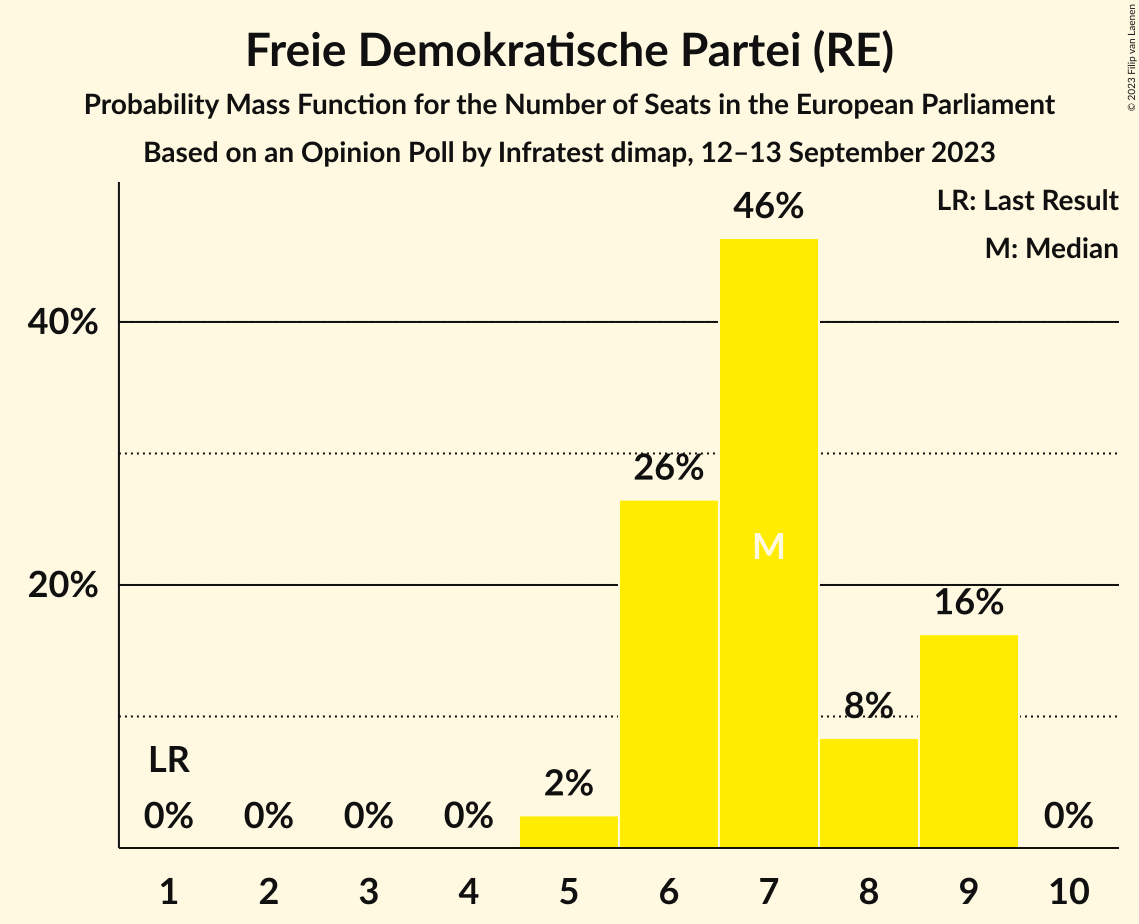 Freie Demokratische Partei (RE)
Probability Mass Function for the Number of Seats in the European Parliament
Based on an Opinion Poll by Infratest dimap, 12–13 September 2023
© 2023 Filip van Laenen
LR: Last Result
M: Median
46%
40%
26%
M
20%
16%
8%
LR
2%
0%
0%
0%
0%
0%
1
2
3
4
5
6
7
8
9
10